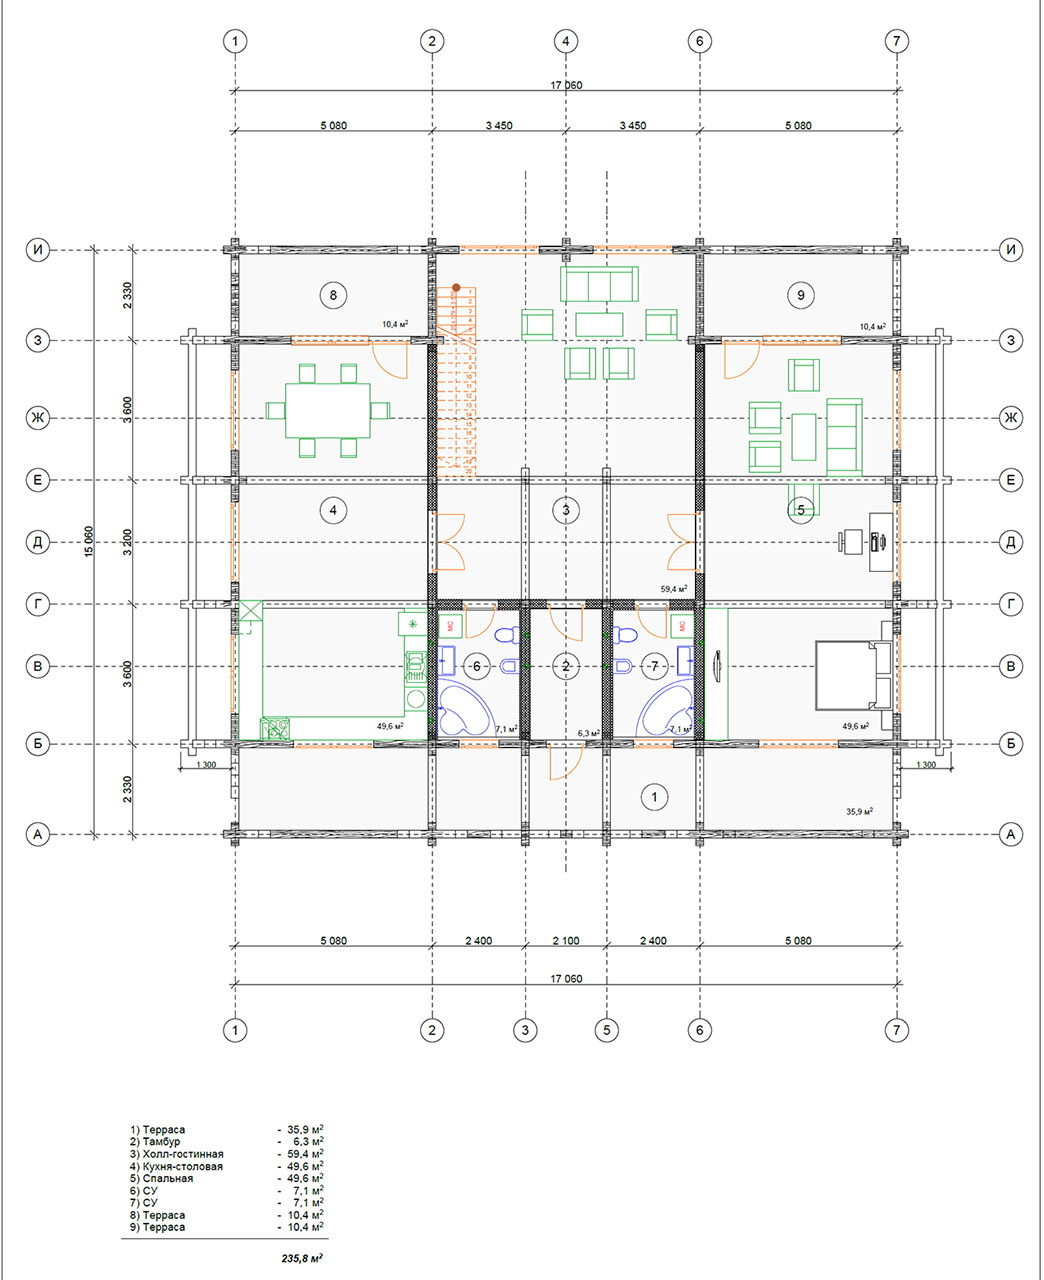 1 2 4 6 7
17 060
5 080 3 450 3 450 5 080
И И
2 330
8 9
10,4 м² 10,4 м²
З З
3 600
Ж Ж
Е Е
4 3 5
15 060
3 200
Д Д
59,4 м²
Г Г
МС МС
3 600
В 6 2 7 В
49,6 м² 7,1 м² 6,3 м² 7,1 м² 49,6 м²
Б Б
1 300 1 300
2 330
1
35,9 м²
А А
5 080 2 400 2 100 2 400 5 080
17 060
1 2 3 5 6 7
1) Терраса - 35,9 м²
2) Тамбур - 6,3 м²
3) Холл-гостинная - 59,4 м²
4) Кухня-столовая - 49,6 м²
5) Спальная - 49,6 м²
6) СУ - 7,1 м²
7) СУ - 7,1 м²
8) Терраса - 10,4 м²
9) Терраса - 10,4 м²
235,8 м²